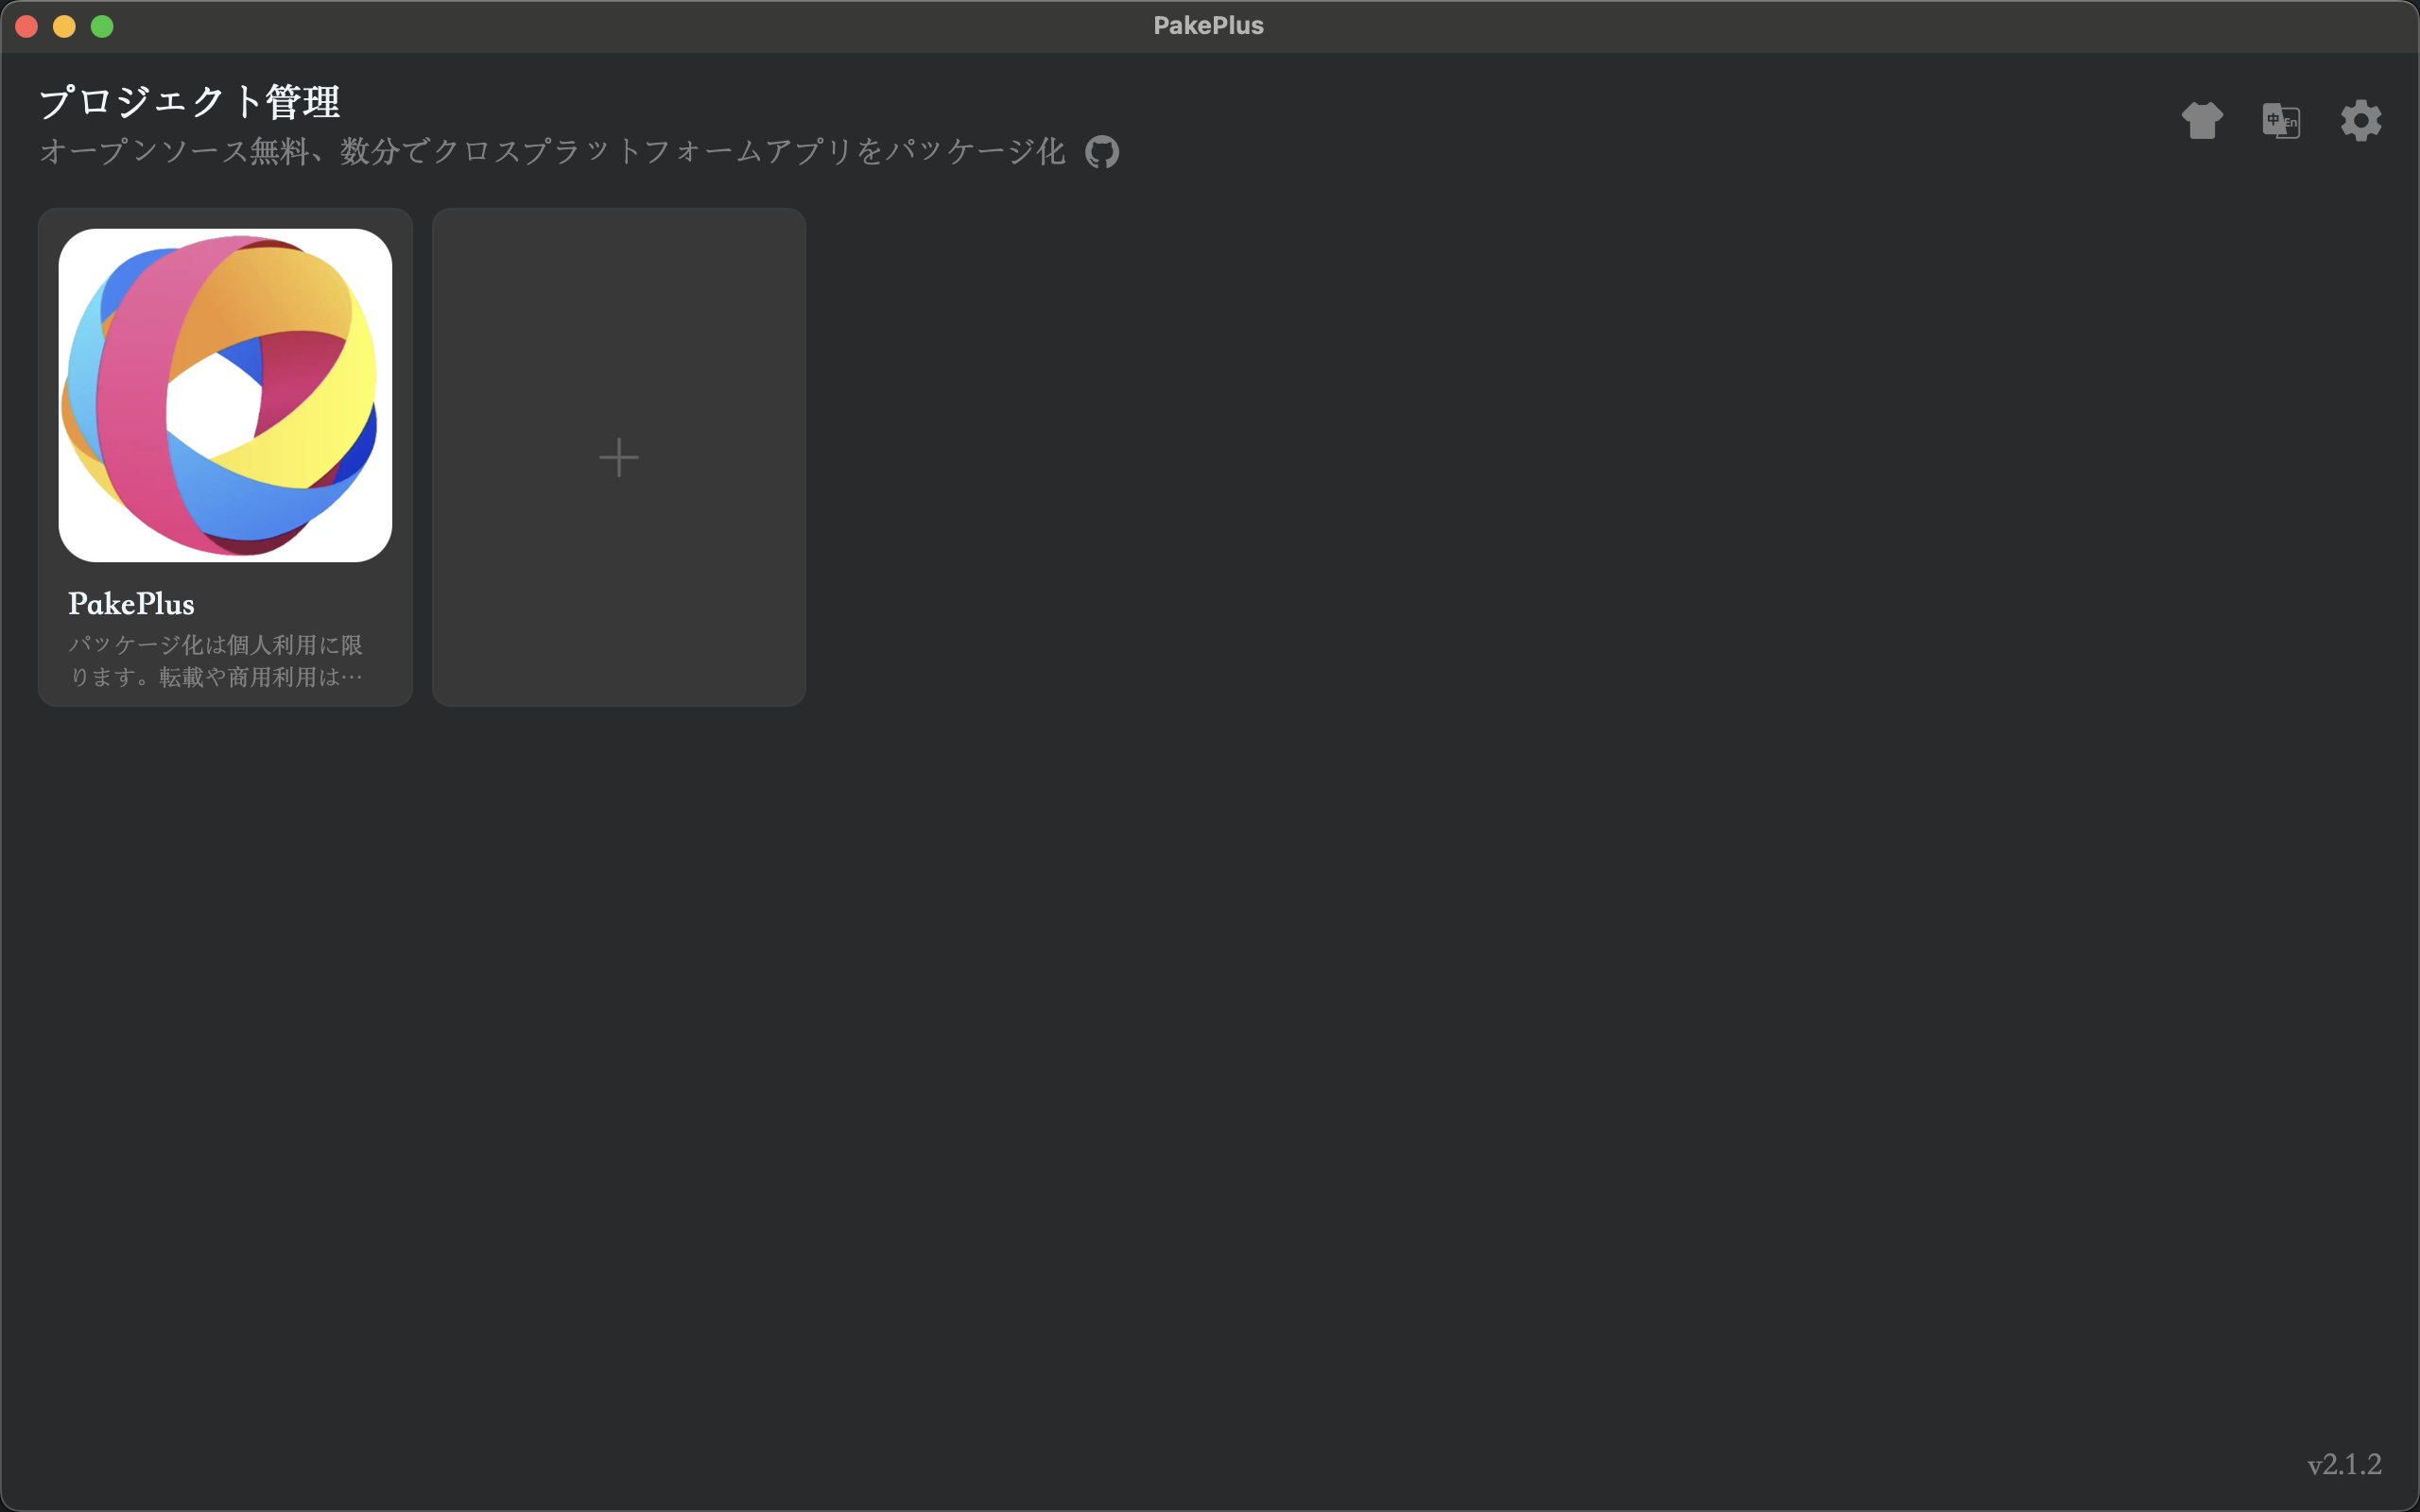 PakePlus
プロジェクト管理
オープンソース無料、数分でクロスプラットフォームアプリをパッケージ化
中 En
PakePlus
パッケージ化は個人利用に限
ります。転載や商用利用は…
v2.1.2